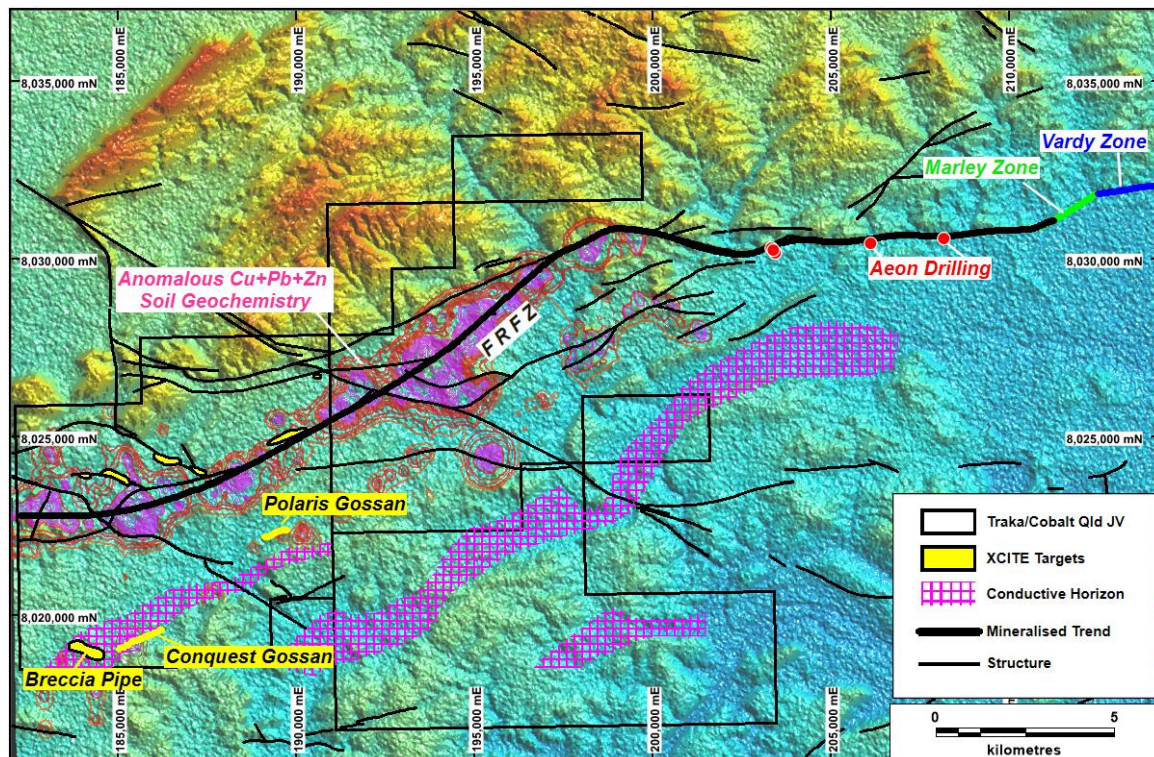 185,000 mE
190,000 mE
195,000 mE
200,000 mE
205,000 mE
210,000 mE
8,035,000 mN
8,035,000 mN
Vardy Zone
Marley Zone
8,030,000 mN
8,030,000 mN
Aeon Drilling
Anomalous Cu+Pb+Zn
Soil Geochemistry
F R F Z
8,025,000 mN
8,025,000 mN
Polaris Gossan
8,020,000 mN
Conquest Gossan
Breccia Pipe
185,000 mE
190,000 mE
195,000 mE
200,000 mE
205,000 mE
Traka/Cobalt Qld JV
XCITE Targets
Conductive Horizon
Mineralised Trend
Structure
0 5
kilometres